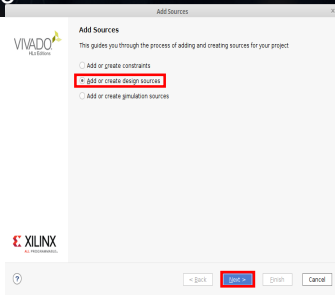 Add Sources
VIVADO
HLx Editions
Add Sources
This guides you through the process of adding and creating sources for your project
Add or create constraints
Add or create design sources
Add or create simulation sources
XILINX
ALL PROGRAMMABLE.
?
< Back
Next >
Finish
Cancel